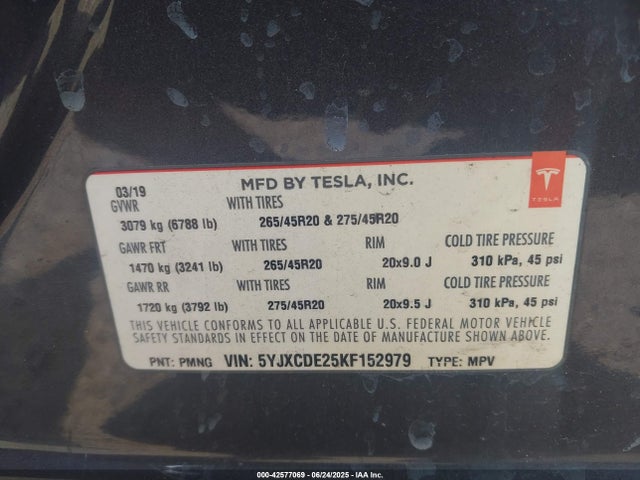 03/19 MFD BY TESLA, INC.
GVWR WITH TIRES
3079 kg (6788 lb) 265/45R20 & 275/45R20
GAWR FRT WITH TIRES RIM COLD TIRE PRESSURE
1470 kg (3241 lb) 265/45R20 20x9.0 J 310 kPa, 45 psi
GAWR RR WITH TIRES RIM COLD TIRE PRESSURE
1720 kg (3792 lb) 275/45R20 20x9.5 J 310 kPa, 45 psi
THIS VEHICLE CONFORMS TO ALL APPLICABLE U.S. FEDERAL MOTOR VEHICLE
SAFETY STANDARDS IN EFFECT ON THE DATE OF MANUFACTURE SHOWN ABOVE.
PNT: PMNG VIN: 5YJXCDE25KF152979 TYPE: MPV
TESLA
000-42577069 - 06/24/2025 - IAA Inc.